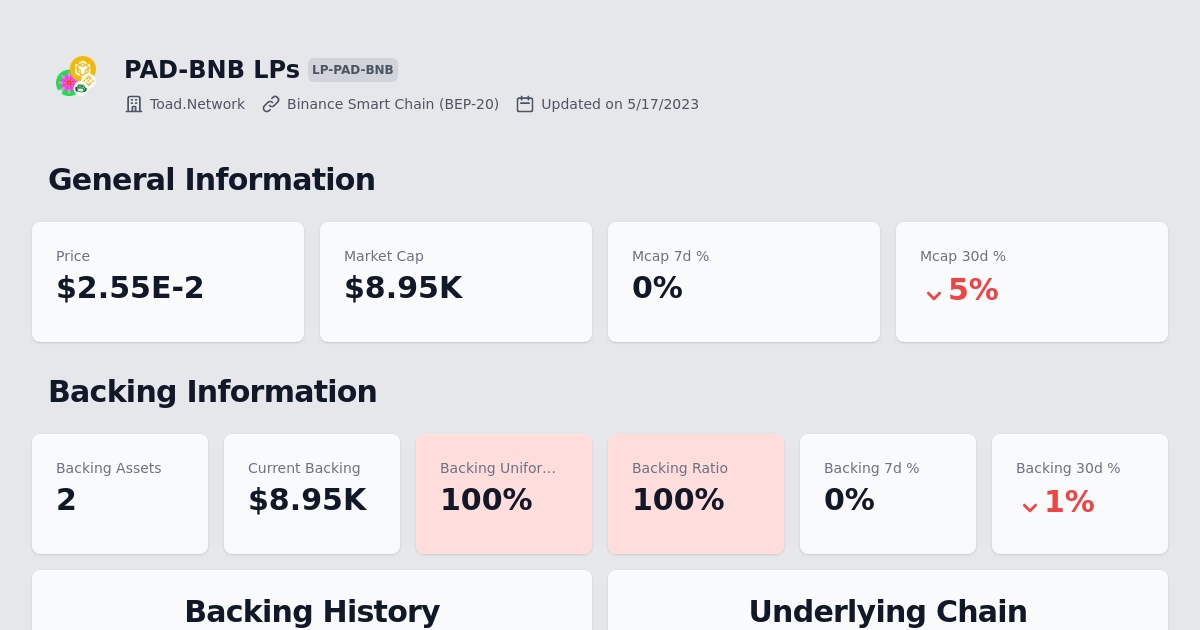 PAD-BNB LPs LP-PAD-BNB
Toad.Network Binance Smart Chain (BEP-20) Updated on 5/17/2023
General Information
Price
$2.55E-2
Market Cap
$8.95K
Mcap 7d %
0%
Mcap 30d %
5%
Backing Information
Backing Assets
2
Current Backing
$8.95K
Backing Unifor...
100%
Backing Ratio
100%
Backing 7d %
0%
Backing 30d %
1%
Backing History
Underlying Chain